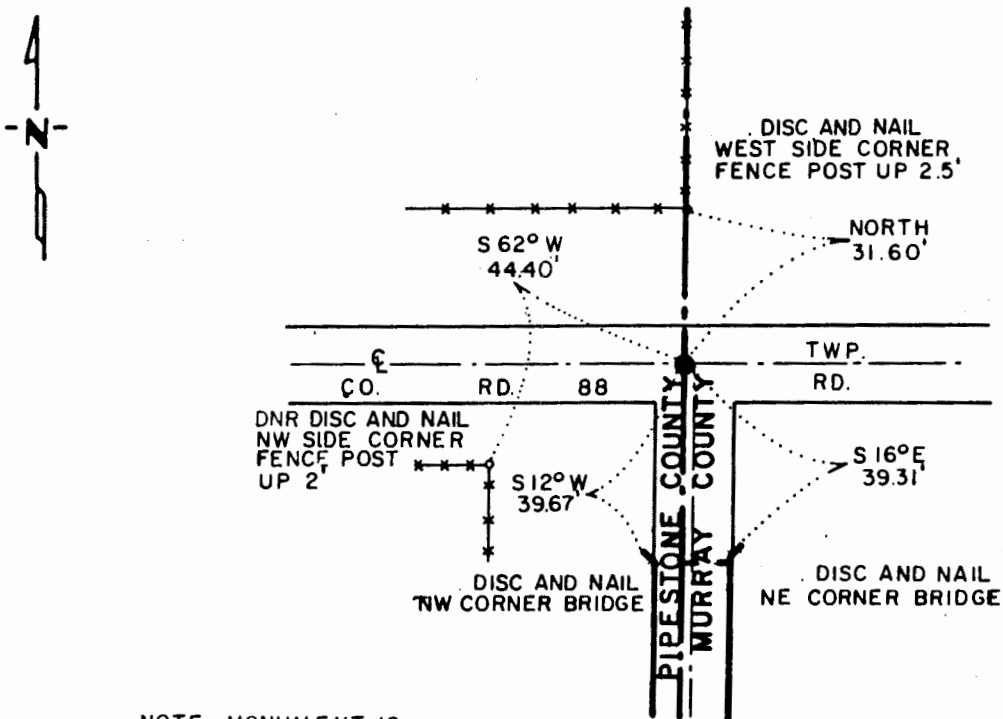 N
. DISC AND NAIL
WEST SIDE CORNER
FENCE POST UP 2.5'
NORTH
31.60'
S 62° W
44.40'
℄
TWP.
CO. RD. 88
RD.
DNR DISC AND NAIL
NW SIDE CORNER
FENCE POST
UP 2'
S 12° W
39.67'
S 16° E
39.31'
PIPESTONE COUNTY
MURRAY COUNTY
DISC AND NAIL
NW CORNER BRIDGE
. DISC AND NAIL
NE CORNER BRIDGE